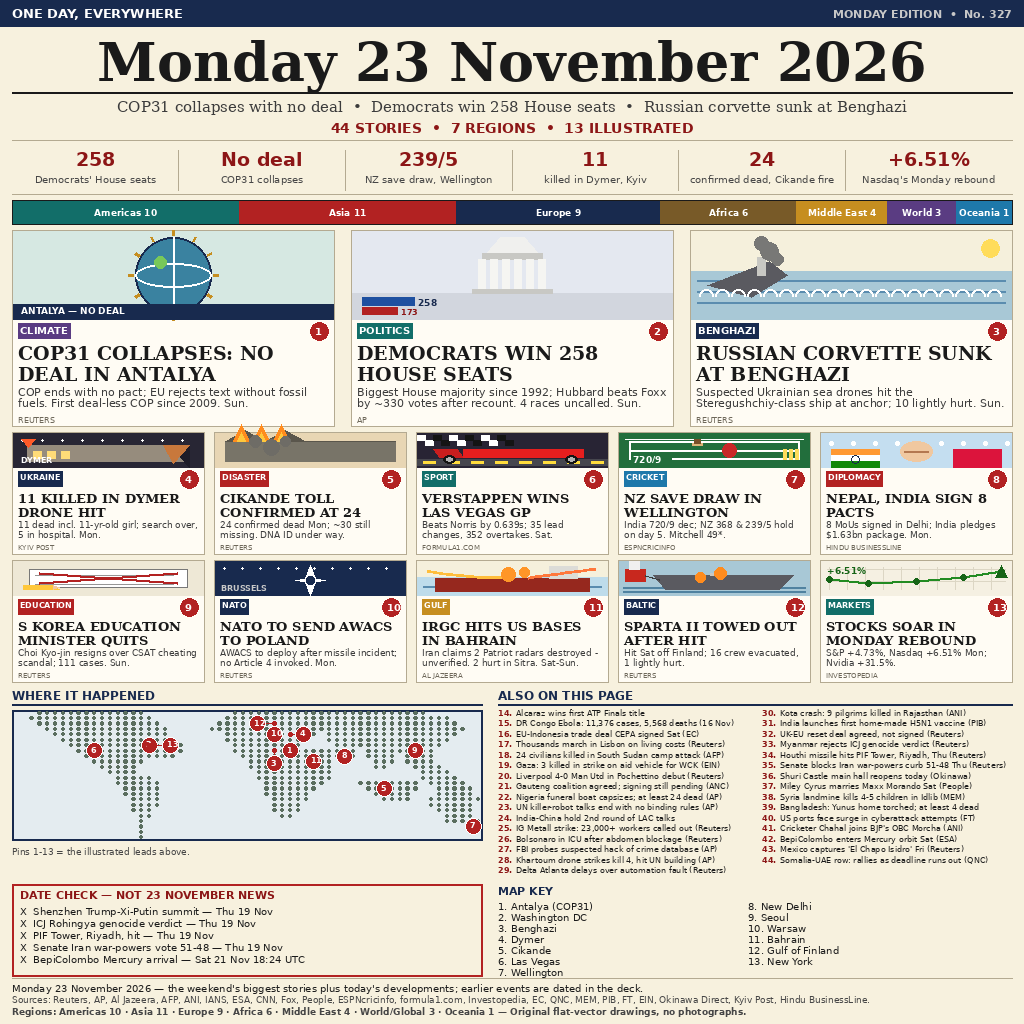 ONE DAY, EVERYWHERE
MONDAY EDITION • No. 327
Monday 23 November 2026
COP31 collapses with no deal • Democrats win 258 House seats • Russian corvette sunk at Benghazi
44 STORIES • 7 REGIONS • 13 ILLUSTRATED
258
Democrats' House seats
No deal
COP31 collapses
239/5
NZ save draw, Wellington
11
killed in Dymer, Kyiv
24
confirmed dead, Cikande fire
+6.51%
Nasdaq's Monday rebound
Americas 10
Asia 11
Europe 9
Africa 6
Middle East 4
World 3
Oceania 1
ANTALYA — NO DEAL
CLIMATE
1
COP31 COLLAPSES: NO
DEAL IN ANTALYA
COP ends with no pact; EU rejects text without fossil
fuels. First deal-less COP since 2009. Sun.
REUTERS
258
173
POLITICS
2
DEMOCRATS WIN 258
HOUSE SEATS
Biggest House majority since 1992; Hubbard beats Foxx
by ~330 votes after recount. 4 races uncalled. Sun.
AP
BENGHAZI
3
RUSSIAN CORVETTE SUNK
AT BENGHAZI
Suspected Ukrainian sea drones hit the
Steregushchiy-class ship at anchor; 10 lightly hurt. Sun.
REUTERS
DYMER
UKRAINE
4
11 KILLED IN DYMER
DRONE HIT
11 dead incl. 11-yr-old girl; search over,
5 in hospital. Mon.
KYIV POST
DISASTER
5
CIKANDE TOLL
CONFIRMED AT 24
24 confirmed dead Mon; ~30 still
missing. DNA ID under way.
REUTERS
SPORT
6
VERSTAPPEN WINS
LAS VEGAS GP
Beats Norris by 0.639s; 35 lead
changes, 352 overtakes. Sat.
FORMULA1.COM
720/9
CRICKET
7
NZ SAVE DRAW IN
WELLINGTON
India 720/9 dec; NZ 368 & 239/5 hold
on day 5. Mitchell 49*.
ESPNCRICINFO
DIPLOMACY
8
NEPAL, INDIA SIGN 8
PACTS
8 MoUs signed in Delhi; India pledges
$1.63bn package. Mon.
HINDU BUSINESSLINE
EDUCATION
9
S KOREA EDUCATION
MINISTER QUITS
Choi Kyo-jin resigns over CSAT cheating
scandal; 111 cases. Sun.
REUTERS
BRUSSELS
NATO
10
NATO TO SEND AWACS
TO POLAND
AWACS to deploy after missile incident;
no Article 4 invoked. Mon.
REUTERS
GULF
11
IRGC HITS US BASES
IN BAHRAIN
Iran claims 2 Patriot radars destroyed -
unverified. 2 hurt in Sitra. Sat-Sun.
AL JAZEERA
BALTIC
12
SPARTA II TOWED OUT
AFTER HIT
Hit Sat off Finland; 16 crew evacuated,
1 lightly hurt.
REUTERS
+6.51%
MARKETS
13
STOCKS SOAR IN
MONDAY REBOUND
S&P +4.73%, Nasdaq +6.51% Mon;
Nvidia +31.5%.
INVESTOPEDIA
WHERE IT HAPPENED
12
10
4
6
13
1
8
9
3
11
5
7
Pins 1-13 = the illustrated leads above.
ALSO ON THIS PAGE
14. Alcaraz wins first ATP Finals title
15. DR Congo Ebola: 11,376 cases, 5,568 deaths (16 Nov)
16. EU-Indonesia trade deal CEPA signed Sat (EC)
17. Thousands march in Lisbon on living costs (Reuters)
18. 24 civilians killed in South Sudan camp attack (AFP)
19. Gaza: 3 killed in strike on aid vehicle for WCK (EIN)
20. Liverpool 4-0 Man Utd in Pochettino debut (Reuters)
21. Gauteng coalition agreed; signing still pending (ANC)
22. Nigeria funeral boat capsizes; at least 24 dead (AP)
23. UN killer-robot talks end with no binding rules (AP)
24. India-China hold 2nd round of LAC talks
25. IG Metall strike: 23,000+ workers called out (Reuters)
26. Bolsonaro in ICU after abdomen blockage (Reuters)
27. FBI probes suspected hack of crime database (AP)
28. Khartoum drone strikes kill 4, hit UN building (AP)
29. Delta Atlanta delays over automation fault (Reuters)
30. Kota crash: 9 pilgrims killed in Rajasthan (ANI)
31. India launches first home-made H5N1 vaccine (PIB)
32. UK-EU reset deal agreed, not signed (Reuters)
33. Myanmar rejects ICJ genocide verdict (Reuters)
34. Houthi missile hits PIF Tower, Riyadh, Thu (Reuters)
35. Senate blocks Iran war-powers curb 51-48 Thu (Reuters)
36. Shuri Castle main hall reopens today (Okinawa)
37. Miley Cyrus marries Maxx Morando Sat (People)
38. Syria landmine kills 4-5 children in Idlib (MEM)
39. Bangladesh: Yunus home torched; at least 4 dead
40. US ports face surge in cyberattack attempts (FT)
41. Cricketer Chahal joins BJP's OBC Morcha (ANI)
42. BepiColombo enters Mercury orbit Sat (ESA)
43. Mexico captures 'El Chapo Isidro' Fri (Reuters)
44. Somalia-UAE row: rallies as deadline runs out (QNC)
DATE CHECK — NOT 23 NOVEMBER NEWS
X Shenzhen Trump-Xi-Putin summit — Thu 19 Nov
X ICJ Rohingya genocide verdict — Thu 19 Nov
X PIF Tower, Riyadh, hit — Thu 19 Nov
X Senate Iran war-powers vote 51-48 — Thu 19 Nov
X BepiColombo Mercury arrival — Sat 21 Nov 18:24 UTC
MAP KEY
1. Antalya (COP31)
2. Washington DC
3. Benghazi
4. Dymer
5. Cikande
6. Las Vegas
7. Wellington
8. New Delhi
9. Seoul
10. Warsaw
11. Bahrain
12. Gulf of Finland
13. New York
Monday 23 November 2026 — the weekend's biggest stories plus today's developments; earlier events are dated in the deck.
Sources: Reuters, AP, Al Jazeera, AFP, ANI, IANS, ESA, CNN, Fox, People, ESPNcricinfo, formula1.com, Investopedia, EC, QNC, MEM, PIB, FT, EIN, Okinawa Direct, Kyiv Post, Hindu BusinessLine.
Regions: Americas 10 · Asia 11 · Europe 9 · Africa 6 · Middle East 4 · World/Global 3 · Oceania 1 — Original flat-vector drawings, no photographs.